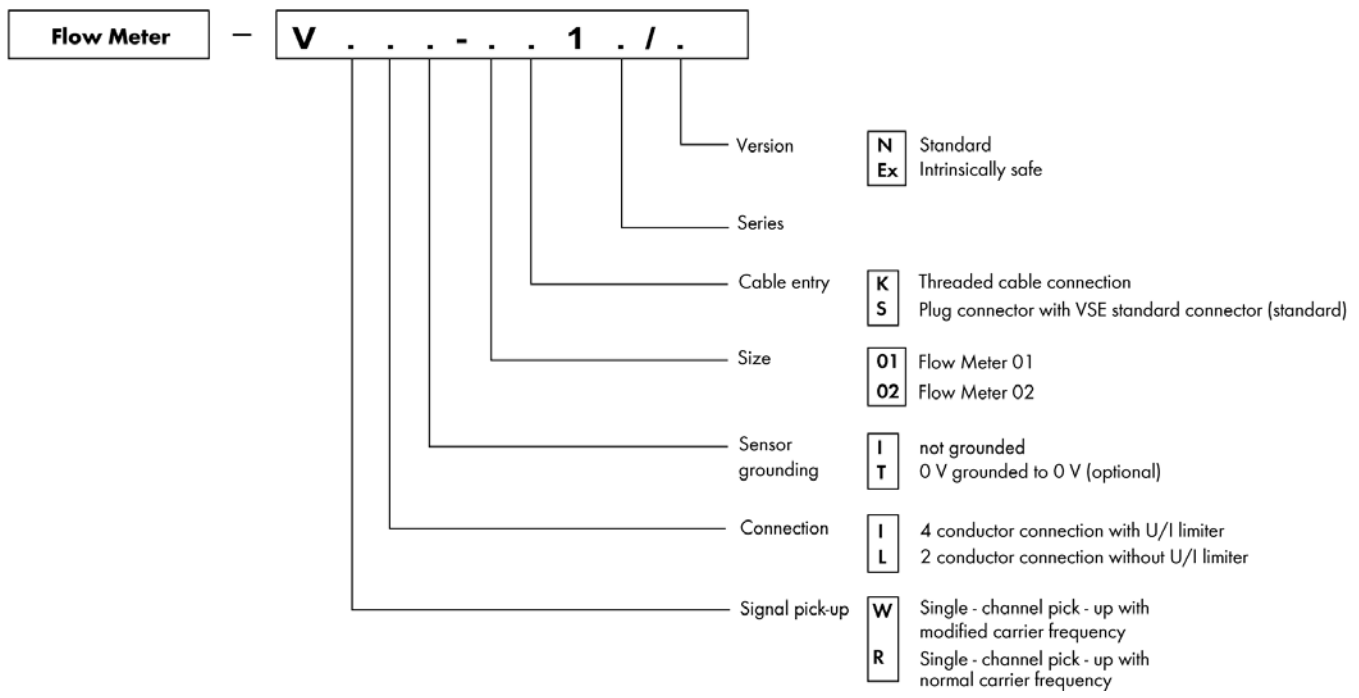 Flow Meter – V . . . - . . 1 . / .
Version N Standard
Ex Intrinsically safe
Series
Cable entry K Threaded cable connection
S Plug connector with VSE standard connector (standard)
Size 01 Flow Meter 01
02 Flow Meter 02
Sensor I not grounded
grounding T 0 V grounded to 0 V (optional)
Connection I 4 conductor connection with U/I limiter
L 2 conductor connection without U/I limiter
Signal pick-up W Single - channel pick - up with
modified carrier frequency
R Single - channel pick - up with
normal carrier frequency